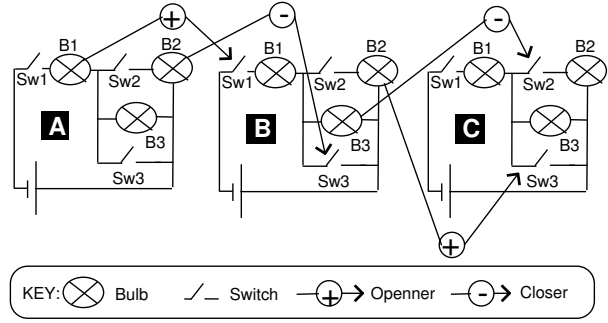 + - -
B1 B2 B1 B2 B1 B2
Sw1 Sw2 Sw1 Sw2 Sw1 Sw2
A B C
B3 B3 B3
Sw3 Sw3 Sw3
+
KEY: Bulb Switch + Openner - Closer